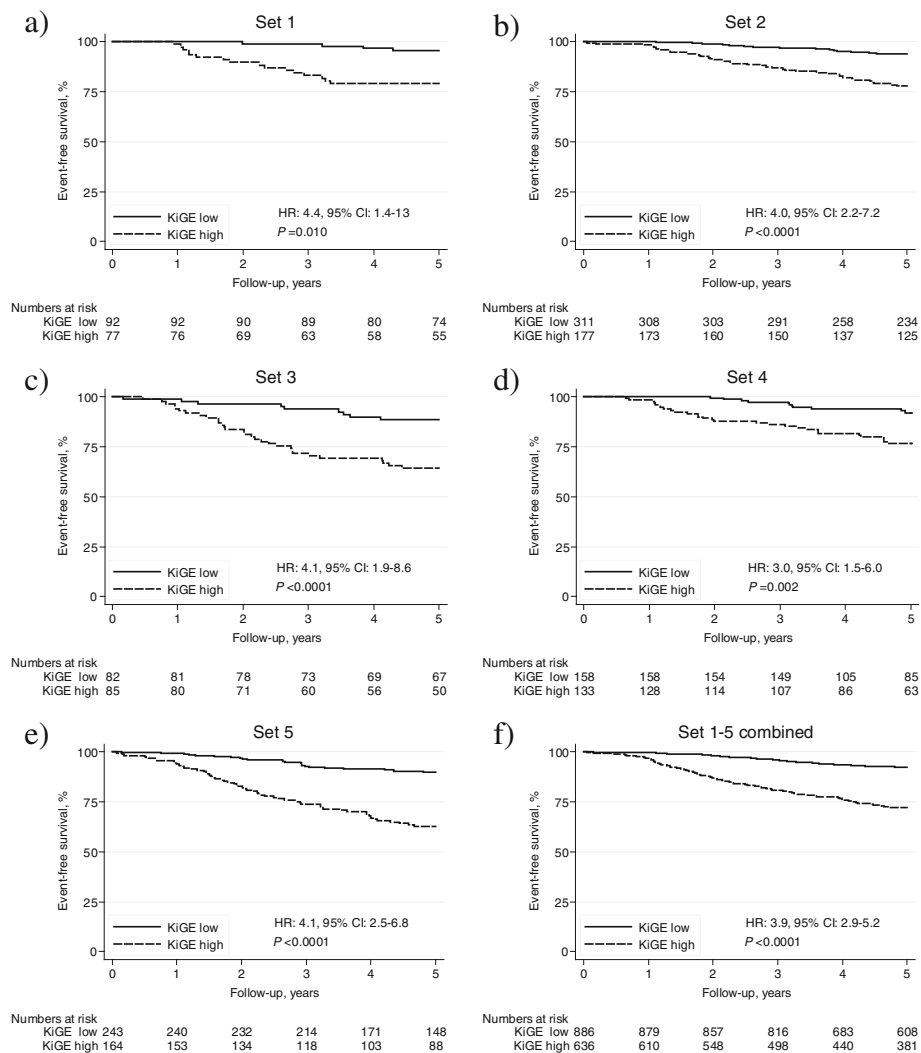 a)
Set 1
Event-free survival, %
100
75
50
25
0
KiGE low
KiGE high
HR: 4.4, 95% CI: 1.4-13
P =0.010
0 1 2 3 4 5
Follow-up, years
Numbers at risk
KiGE low 92 92 90 89 80 74
KiGE high 77 76 69 63 58 55
b)
Set 2
Event-free survival, %
100
75
50
25
0
KiGE low
KiGE high
HR: 4.0, 95% CI: 2.2-7.2
P <0.0001
0 1 2 3 4 5
Follow-up, years
Numbers at risk
KiGE low 311 308 303 291 258 234
KiGE high 177 173 160 150 137 125
c)
Set 3
Event-free survival, %
100
75
50
25
0
KiGE low
KiGE high
HR: 4.1, 95% CI: 1.9-8.6
P <0.0001
0 1 2 3 4 5
Follow-up, years
Numbers at risk
KiGE low 82 81 78 73 69 67
KiGE high 85 80 71 60 56 50
d)
Set 4
Event-free survival, %
100
75
50
25
0
KiGE low
KiGE high
HR: 3.0, 95% CI: 1.5-6.0
P =0.002
0 1 2 3 4 5
Follow-up, years
Numbers at risk
KiGE low 158 158 154 149 105 85
KiGE high 133 128 114 107 86 63
e)
Set 5
Event-free survival, %
100
75
50
25
0
KiGE low
KiGE high
HR: 4.1, 95% CI: 2.5-6.8
P <0.0001
0 1 2 3 4 5
Follow-up, years
Numbers at risk
KiGE low 243 240 232 214 171 148
KiGE high 164 153 134 118 103 88
f)
Set 1-5 combined
Event-free survival, %
100
75
50
25
0
KiGE low
KiGE high
HR: 3.9, 95% CI: 2.9-5.2
P <0.0001
0 1 2 3 4 5
Follow-up, years
Numbers at risk
KiGE low 886 879 857 816 683 608
KiGE high 636 610 548 498 440 381